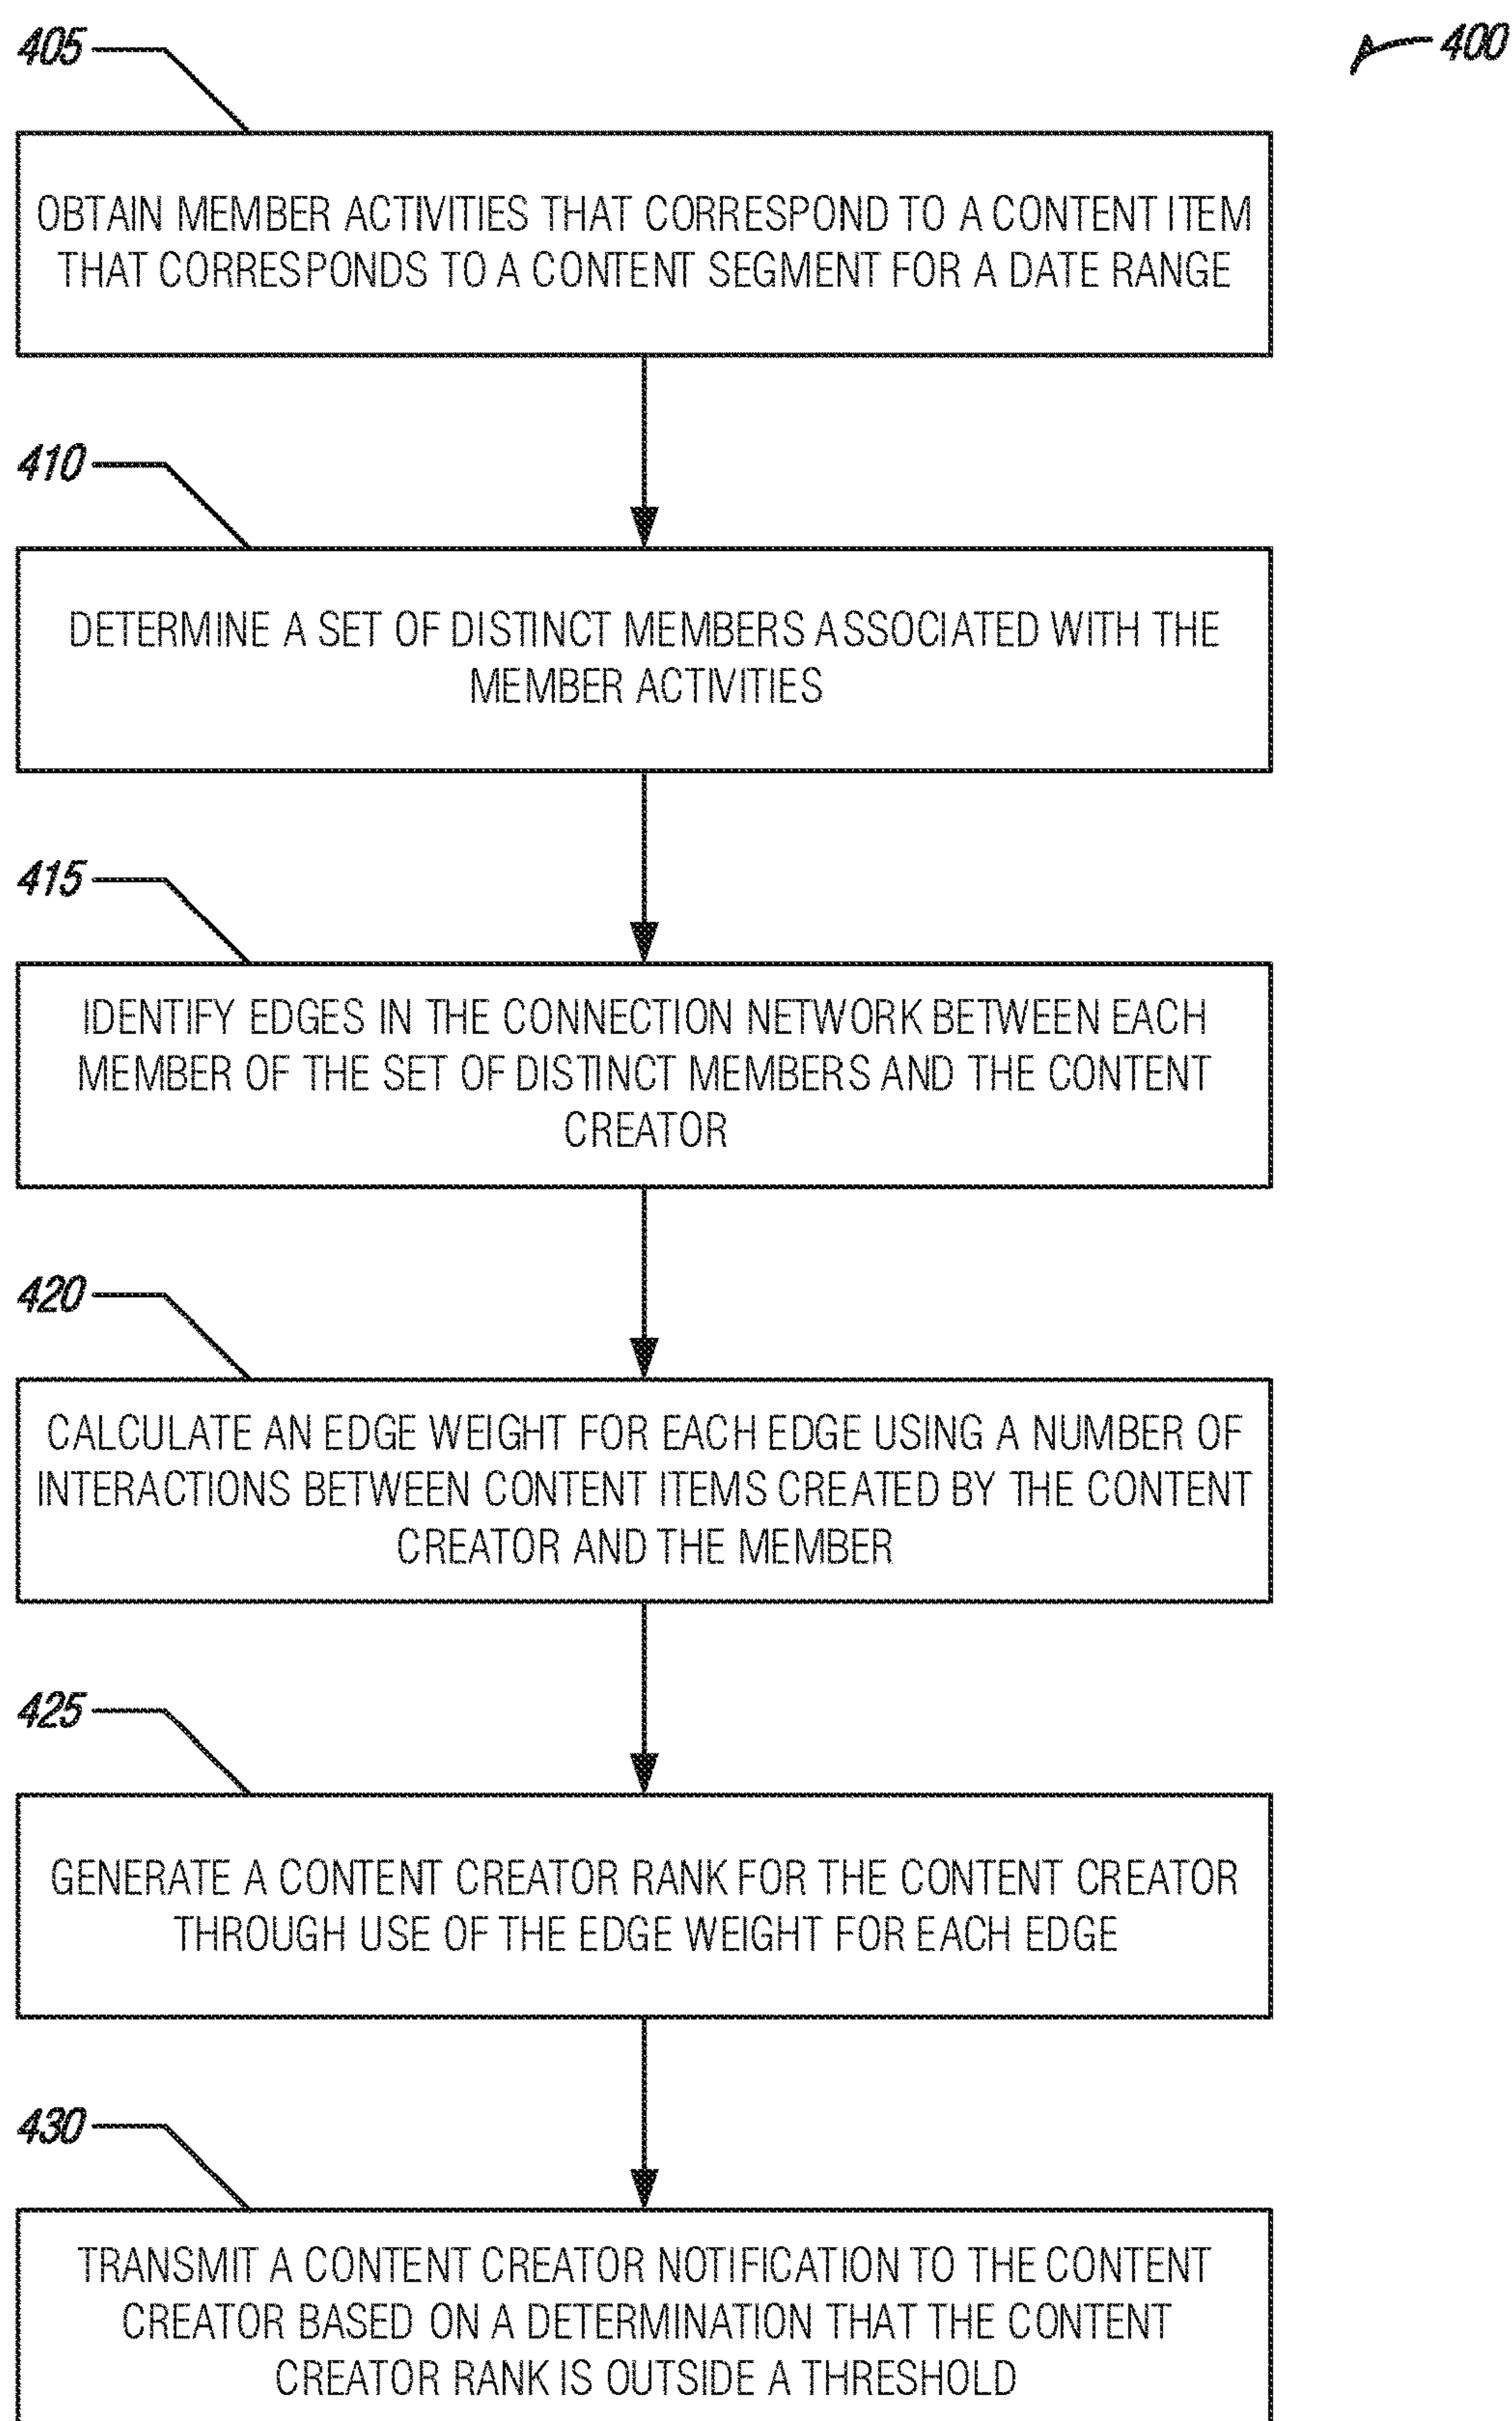 405
400
OBTAIN MEMBER ACTIVITIES THAT CORRESPOND TO A CONTENT ITEM
THAT CORRESPONDS TO A CONTENT SEGMENT FOR A DATE RANGE
410
DETERMINE A SET OF DISTINCT MEMBERS ASSOCIATED WITH THE
MEMBER ACTIVITIES
415
IDENTIFY EDGES IN THE CONNECTION NETWORK BETWEEN EACH
MEMBER OF THE SET OF DISTINCT MEMBERS AND THE CONTENT
CREATOR
420
CALCULATE AN EDGE WEIGHT FOR EACH EDGE USING A NUMBER OF
INTERACTIONS BETWEEN CONTENT ITEMS CREATED BY THE CONTENT
CREATOR AND THE MEMBER
425
GENERATE A CONTENT CREATOR RANK FOR THE CONTENT CREATOR
THROUGH USE OF THE EDGE WEIGHT FOR EACH EDGE
430
TRANSMIT A CONTENT CREATOR NOTIFICATION TO THE CONTENT
CREATOR BASED ON A DETERMINATION THAT THE CONTENT
CREATOR RANK IS OUTSIDE A THRESHOLD